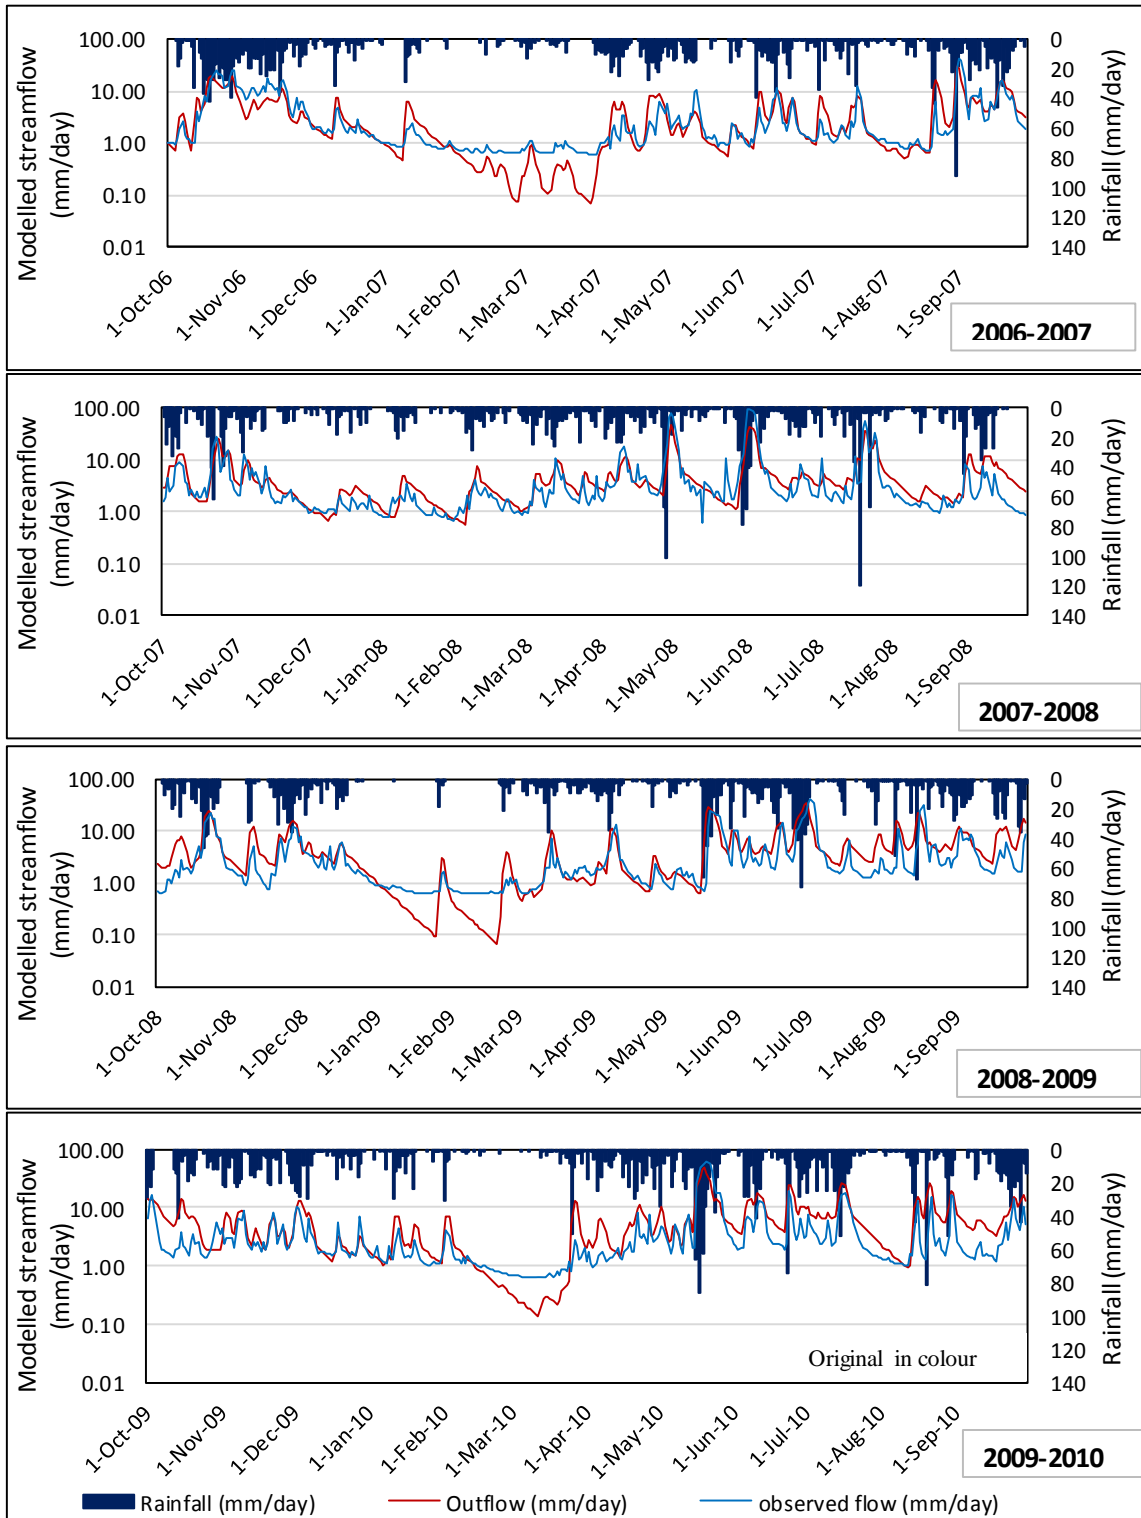 100.00
10.00
1.00
0.10
0.01
Modelled streamflow
(mm/day)
0
20
40
60
80
100
120
140
Rainfall (mm/day)
1-Oct-06
1-Nov-06
1-Dec-06
1-Jan-07
1-Feb-07
1-Mar-07
1-Apr-07
1-May-07
1-Jun-07
1-Jul-07
1-Aug-07
1-Sep-07
2006-2007
100.00
10.00
1.00
0.10
0.01
Modelled streamflow
(mm/day)
0
20
40
60
80
100
120
140
Rainfall (mm/day)
1-Oct-07
1-Nov-07
1-Dec-07
1-Jan-08
1-Feb-08
1-Mar-08
1-Apr-08
1-May-08
1-Jun-08
1-Jul-08
1-Aug-08
1-Sep-08
2007-2008
100.00
10.00
1.00
0.10
0.01
Modelled streamflow
(mm/day)
0
20
40
60
80
100
120
140
Rainfall (mm/day)
1-Oct-08
1-Nov-08
1-Dec-08
1-Jan-09
1-Feb-09
1-Mar-09
1-Apr-09
1-May-09
1-Jun-09
1-Jul-09
1-Aug-09
1-Sep-09
2008-2009
100.00
10.00
1.00
0.10
0.01
Modelled streamflow
(mm/day)
0
20
40
60
80
100
120
140
Rainfall (mm/day)
Original in colour
1-Oct-09
1-Nov-09
1-Dec-09
1-Jan-10
1-Feb-10
1-Mar-10
1-Apr-10
1-May-10
1-Jun-10
1-Jul-10
1-Aug-10
1-Sep-10
2009-2010
Rainfall (mm/day) Outflow (mm/day) observed flow (mm/day)